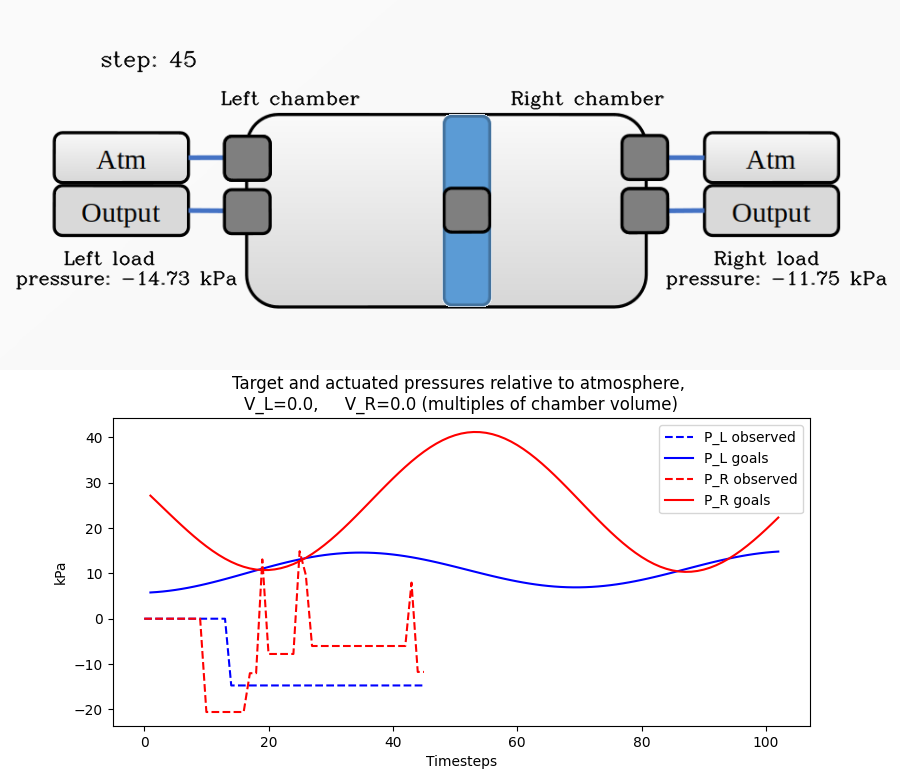 step: 45
Left chamber
Right chamber
Atm
Output
Atm
Output
Left load
pressure: −14.73 kPa
Right load
pressure: −11.75 kPa
Target and actuated pressures relative to atmosphere,
V_L=0.0, V_R=0.0 (multiples of chamber volume)
P_L observed
P_L goals
P_R observed
P_R goals
kPa
40
30
20
10
0
−10
−20
0
20
40
60
80
100
Timesteps